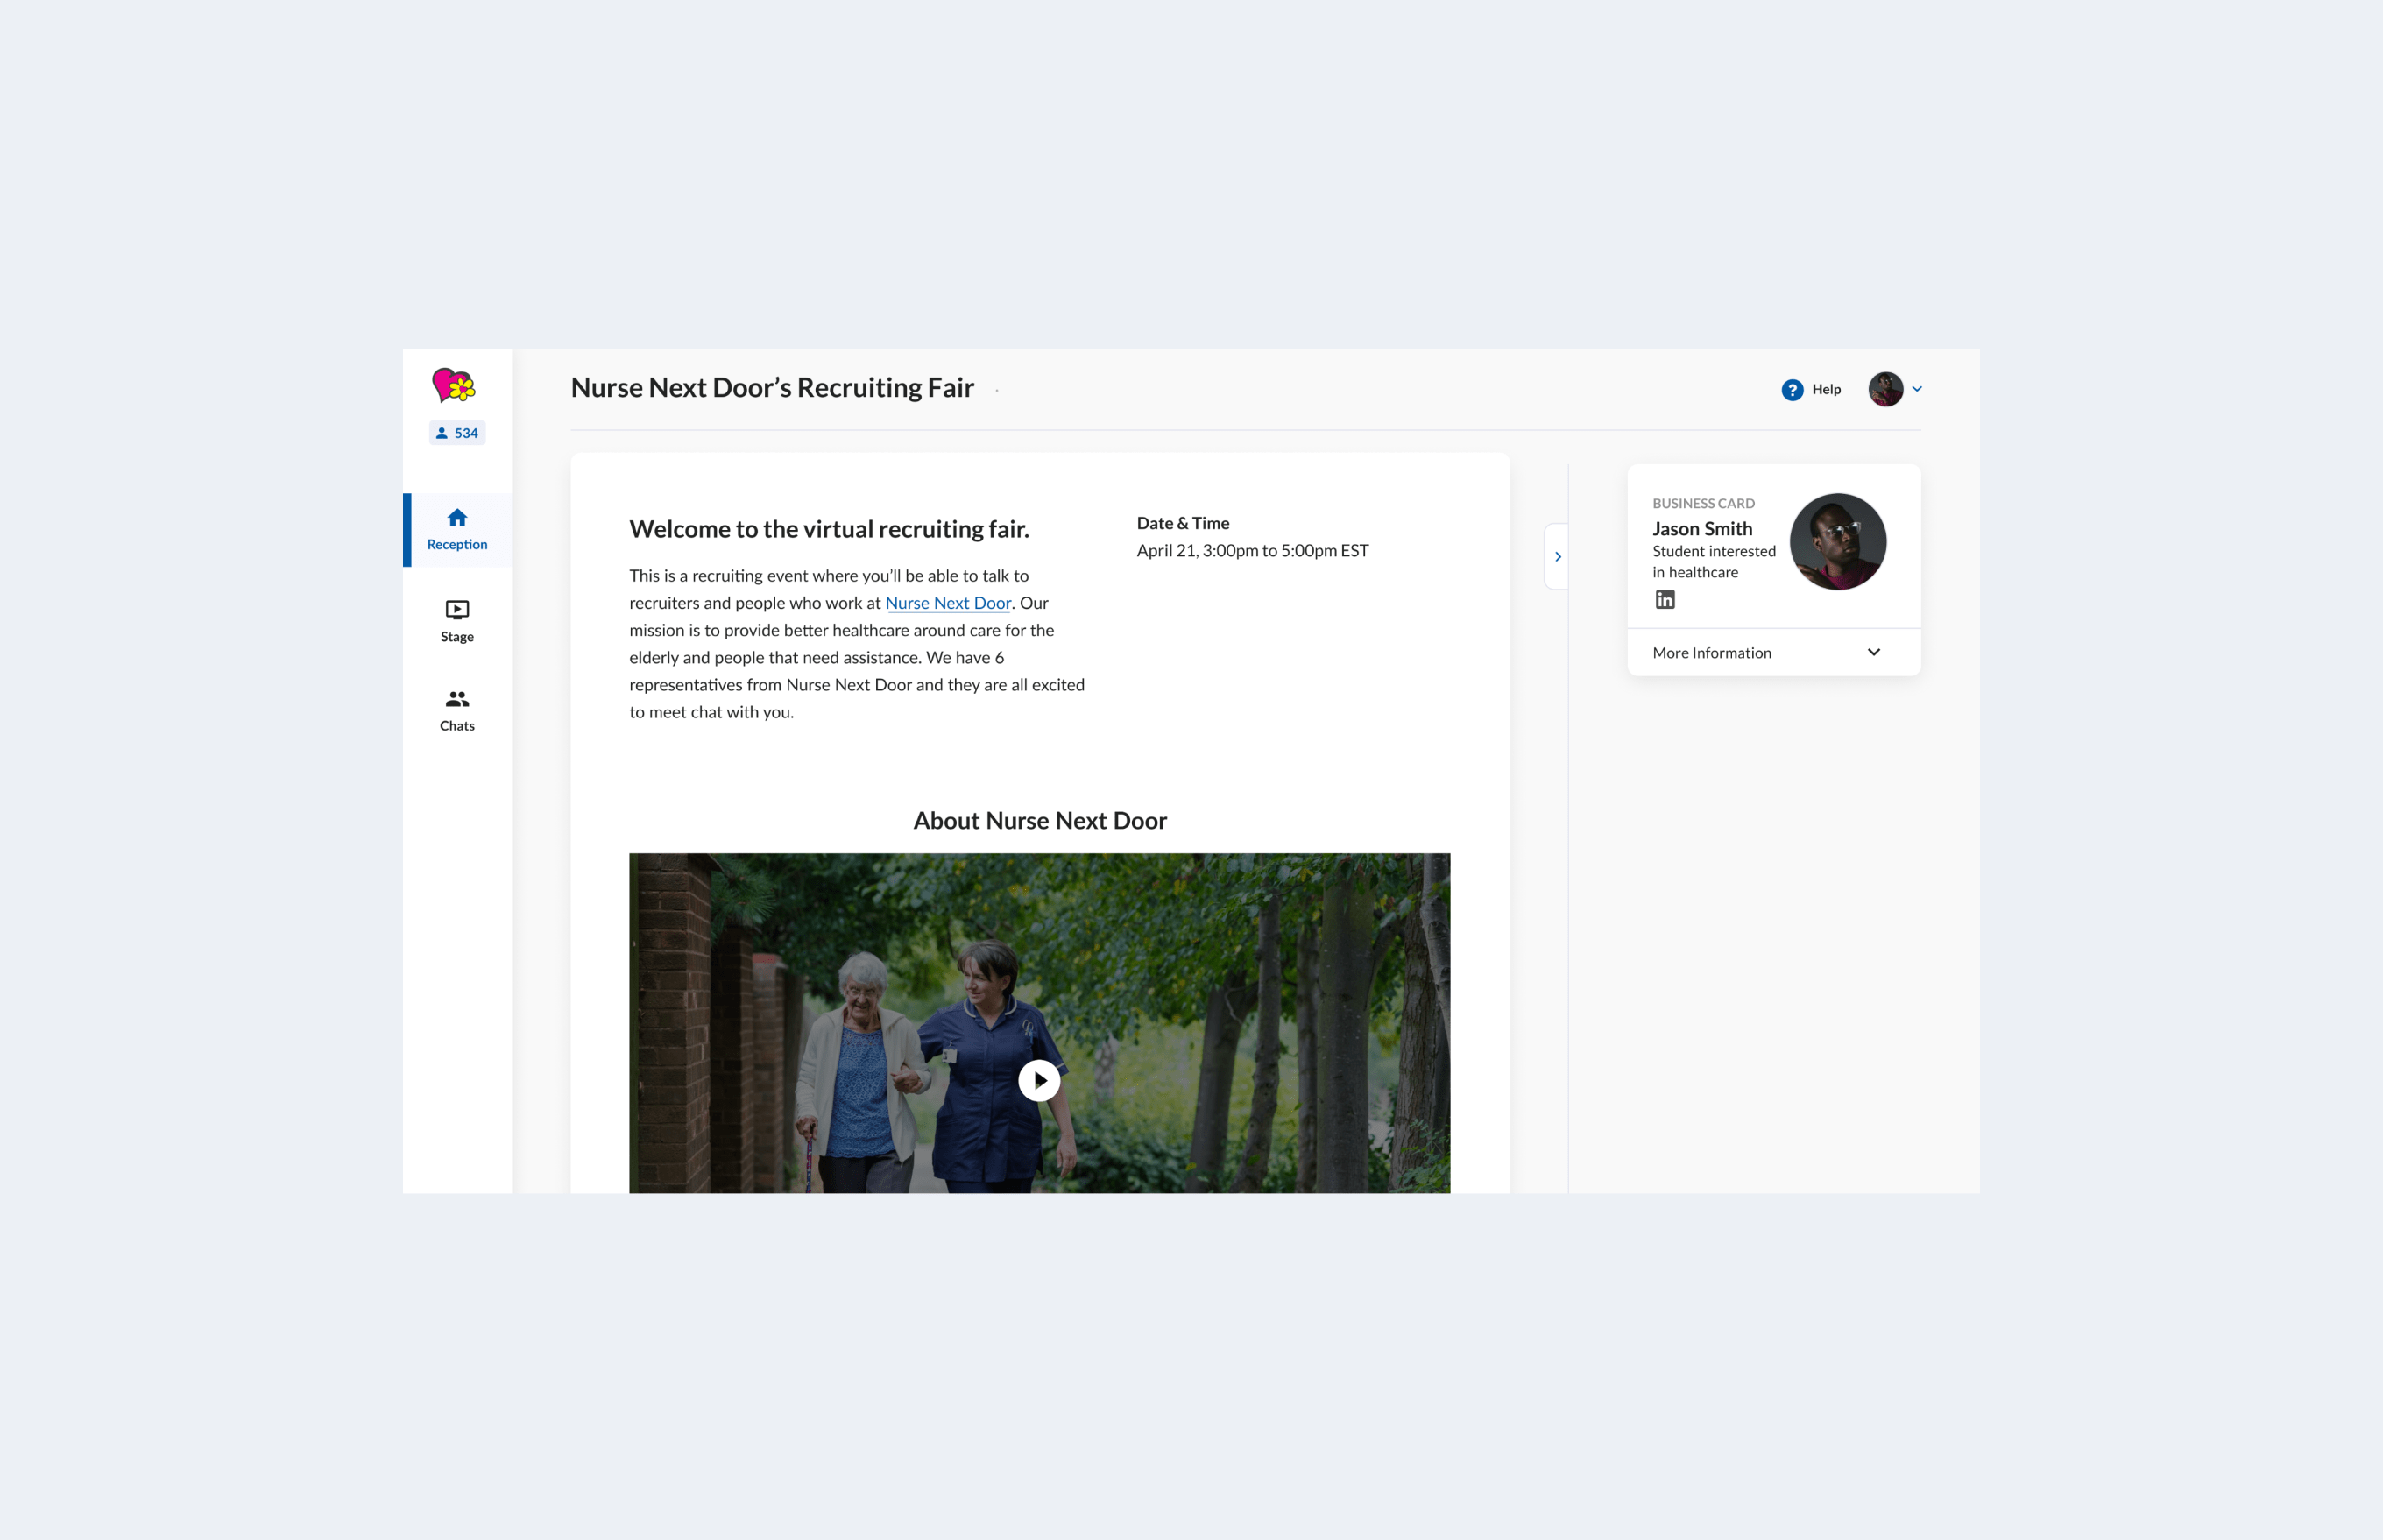 Nurse Next Door’s Recruiting Fair
Help
534
Reception
Stage
Chats
Welcome to the virtual recruiting fair.
This is a recruiting event where you’ll be able to talk to
recruiters and people who work at Nurse Next Door. Our
mission is to provide better healthcare around care for the
elderly and people that need assistance. We have 6
representatives from Nurse Next Door and they are all excited
to meet chat with you.
Date & Time
April 21, 3:00pm to 5:00pm EST
About Nurse Next Door
BUSINESS CARD
Jason Smith
Student interested
in healthcare
in
More Information